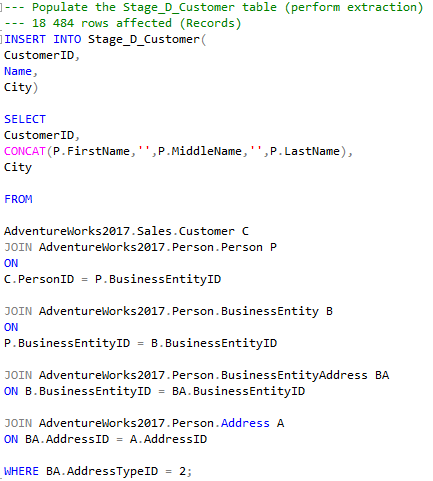 --- Populate the Stage_D_Customer table (perform extraction)
--- 18 484 rows affected (Records)
INSERT INTO Stage_D_Customer(
CustomerID,
Name,
City)
SELECT
CustomerID,
CONCAT(P.FirstName,'',P.MiddleName,'',P.LastName),
City
FROM
AdventureWorks2017.Sales.Customer C
JOIN AdventureWorks2017.Person.Person P
ON
C.PersonID = P.BusinessEntityID
JOIN AdventureWorks2017.Person.BusinessEntity B
ON
P.BusinessEntityID = B.BusinessEntityID
JOIN AdventureWorks2017.Person.BusinessEntityAddress BA
ON B.BusinessEntityID = BA.BusinessEntityID
JOIN AdventureWorks2017.Person.Address A
ON BA.AddressID = A.AddressID
WHERE BA.AddressTypeID = 2;